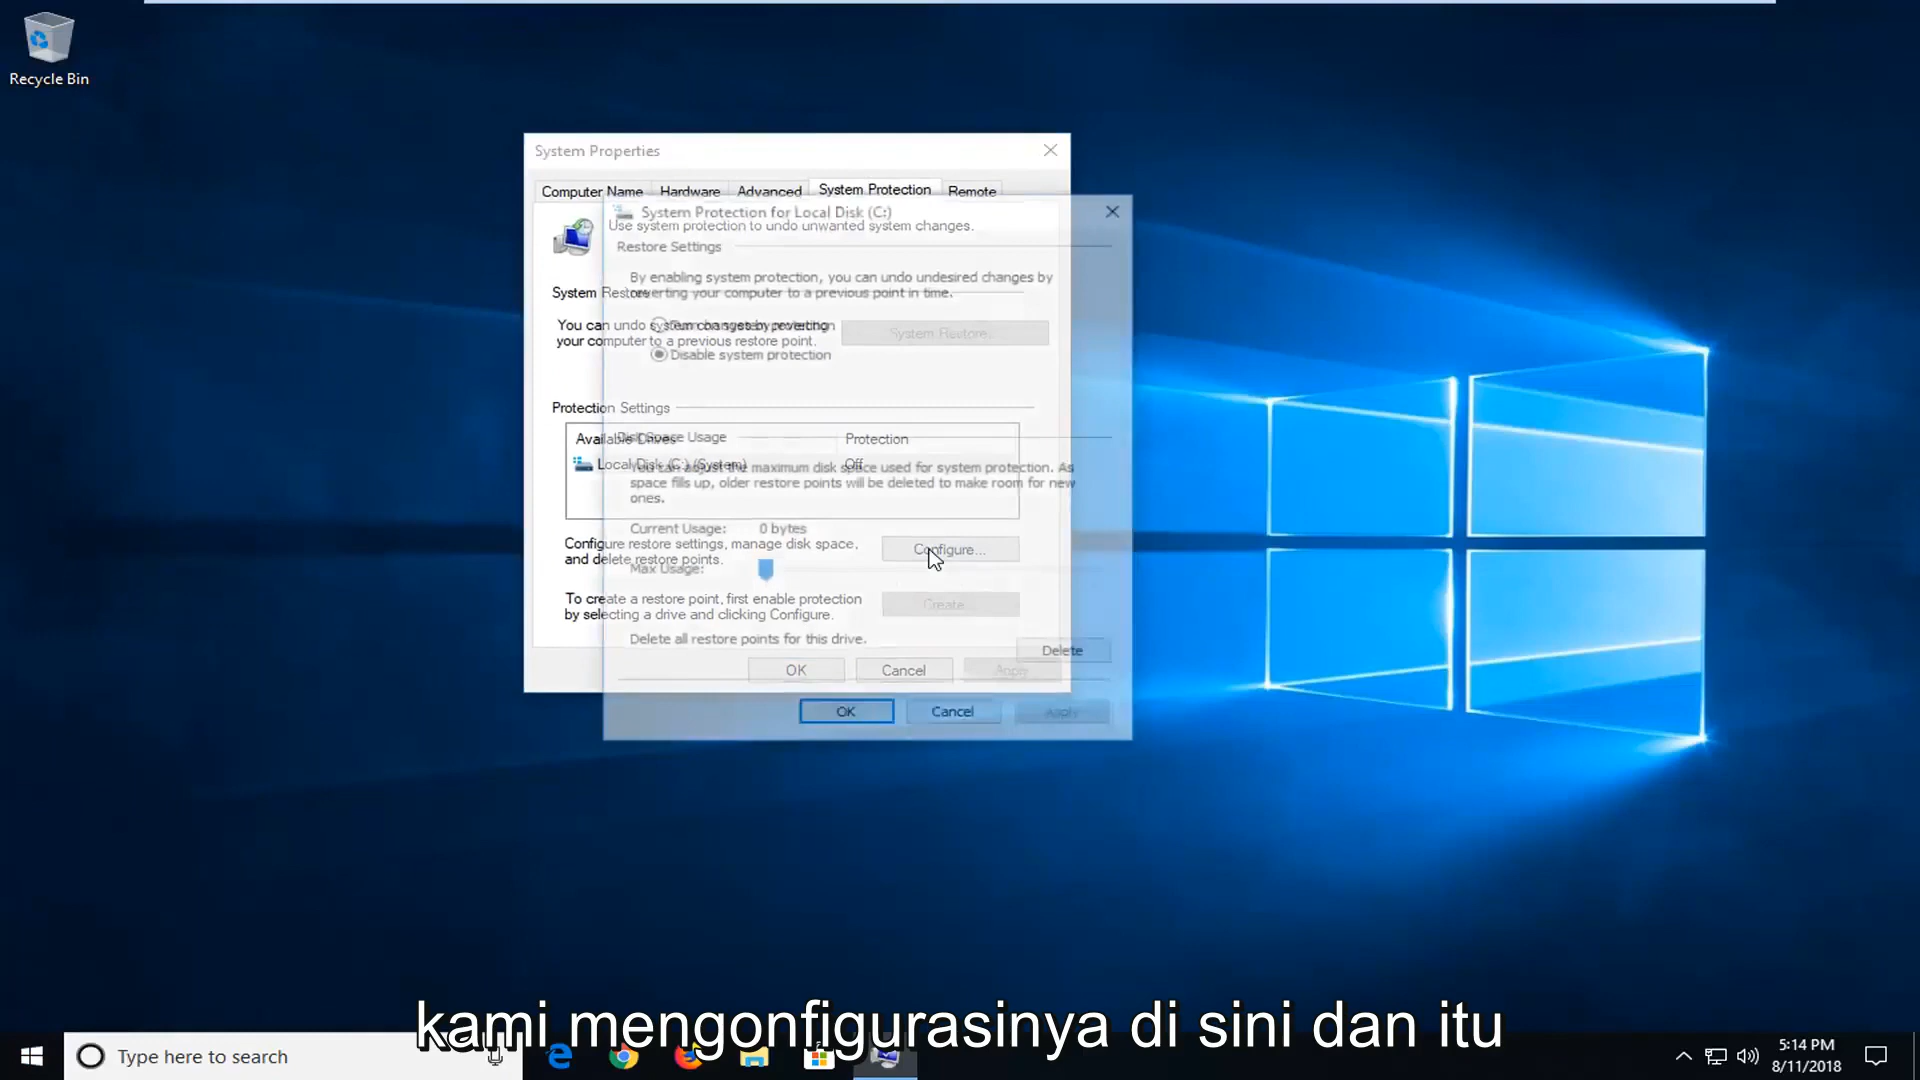 Recycle Bin
System Properties
Computer Name
Hardware
Advanced
System Protection
Remote
System Protection for Local Disk (C:)
Use system protection to undo unwanted system changes.
Restore Settings
By enabling system protection, you can undo undesired changes by
reverting your computer to a previous point in time.
System Restore
You can undo system changes by reverting
your computer to a previous restore point.
System Restore...
Disable system protection
Protection Settings
Available Drives
Protection
Local Disk (C:) (System)
Off
Disk Space Usage
You can adjust the maximum disk space used for system protection. As
space fills up, older restore points will be deleted to make room for new
ones.
Current Usage:
0 bytes
Configure restore settings, manage disk space,
and delete restore points.
Configure...
Max Usage:
To create a restore point, first enable protection
by selecting a drive and clicking Configure.
Create...
Delete all restore points for this drive.
Delete
OK
Cancel
Apply
OK
Cancel
Apply
kami mengonfigurasinya di sini dan itu
Type here to search
5:14 PM
8/11/2018